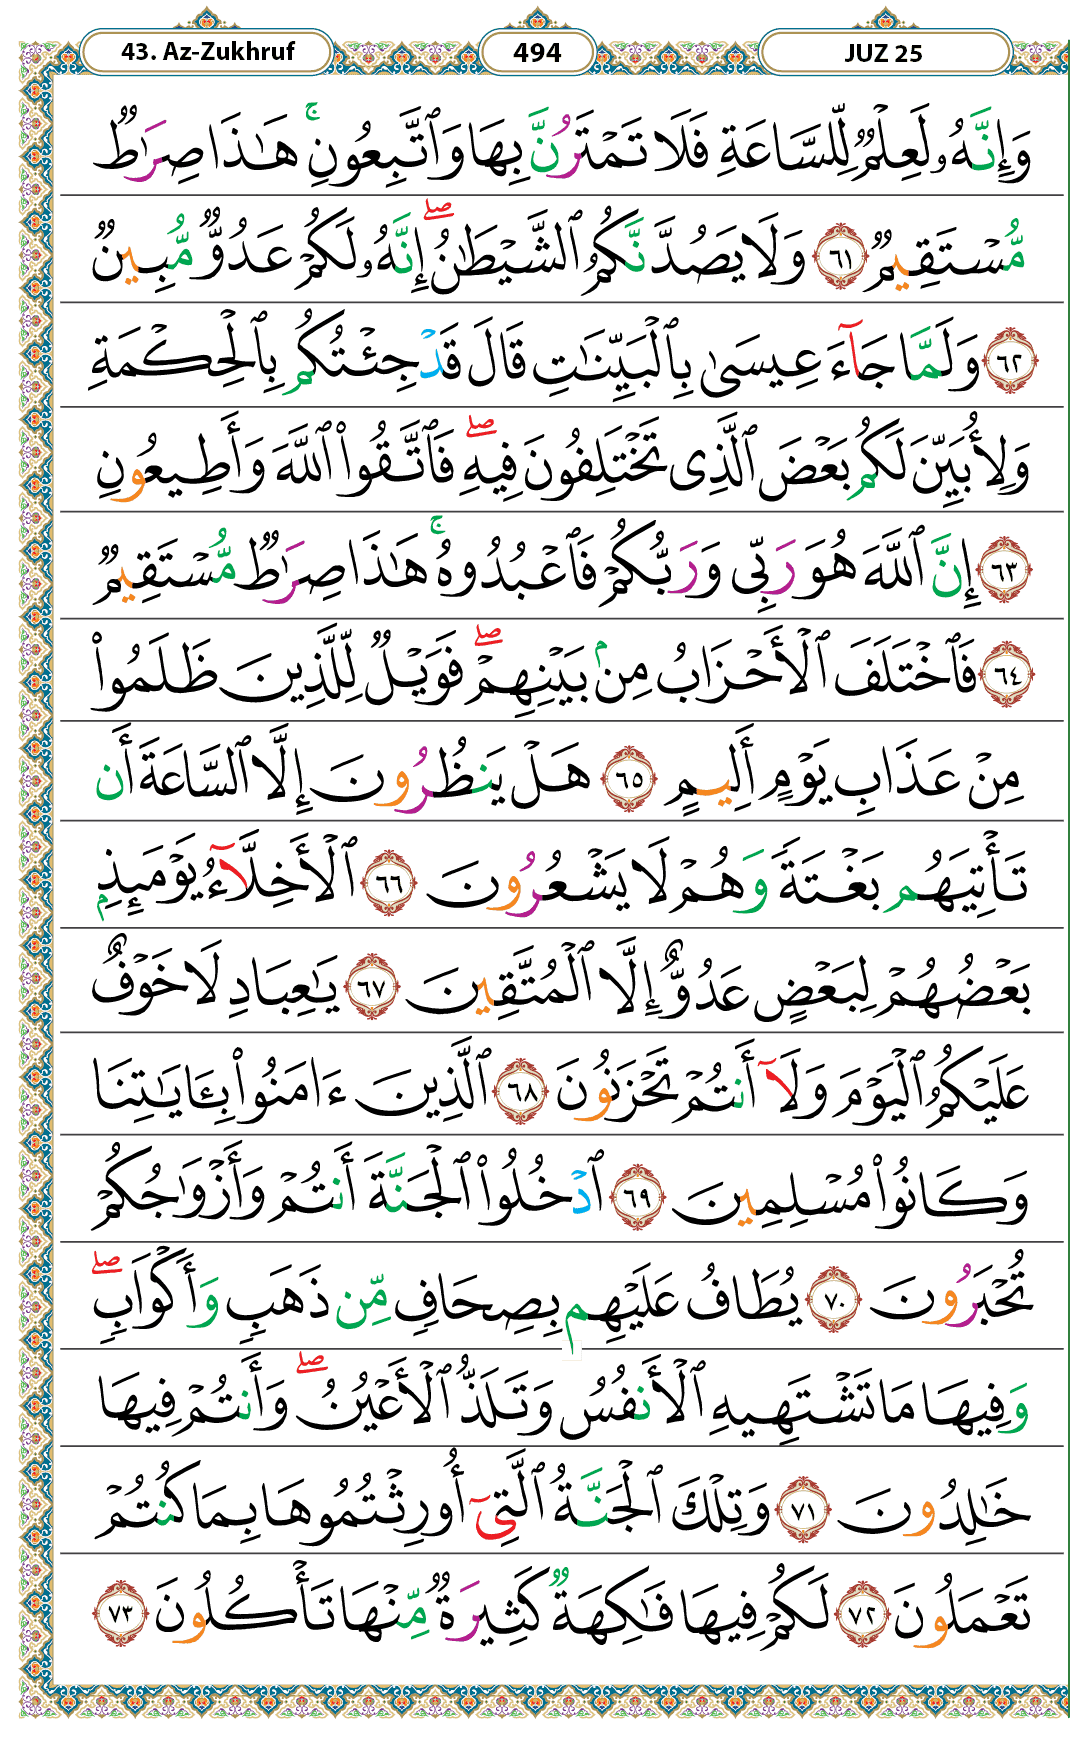 43. Az-Zukhruf 494 JUZ 25
وَإِنَّهُۥ لَعِلْمٌ لِّلسَّاعَةِ فَلَا تَمْتَرُنَّ بِهَا وَٱتَّبِعُونِ ۚ هَـٰذَا صِرَٰطٌ
مُّسْتَقِيمٌ ٦١ وَلَا يَصُدَّنَّكُمُ ٱلشَّيْطَـٰنُ ۖ إِنَّهُۥ لَكُمْ عَدُوٌّ مُّبِينٌ
٦٢ وَلَمَّا جَآءَ عِيسَىٰ بِٱلْبَيِّنَـٰتِ قَالَ قَدْ جِئْتُكُم بِٱلْحِكْمَةِ
وَلِأُبَيِّنَ لَكُم بَعْضَ ٱلَّذِى تَخْتَلِفُونَ فِيهِ ۖ فَٱتَّقُوا۟ ٱللَّهَ وَأَطِيعُونِ
٦٣ إِنَّ ٱللَّهَ هُوَ رَبِّى وَرَبُّكُمْ فَٱعْبُدُوهُ ۚ هَـٰذَا صِرَٰطٌ مُّسْتَقِيمٌ
٦٤ فَٱخْتَلَفَ ٱلْأَحْزَابُ مِنۢ بَيْنِهِمْ ۖ فَوَيْلٌ لِّلَّذِينَ ظَلَمُوا۟
مِنْ عَذَابِ يَوْمٍ أَلِيمٍ ٦٥ هَلْ يَنظُرُونَ إِلَّا ٱلسَّاعَةَ أَن
تَأْتِيَهُم بَغْتَةً وَهُمْ لَا يَشْعُرُونَ ٦٦ ٱلْأَخِلَّآءُ يَوْمَئِذٍۭ
بَعْضُهُمْ لِبَعْضٍ عَدُوٌّ إِلَّا ٱلْمُتَّقِينَ ٦٧ يَـٰعِبَادِ لَا خَوْفٌ
عَلَيْكُمُ ٱلْيَوْمَ وَلَآ أَنتُمْ تَحْزَنُونَ ٦٨ ٱلَّذِينَ ءَامَنُوا۟ بِـَٔايَـٰتِنَا
وَكَانُوا۟ مُسْلِمِينَ ٦٩ ٱدْخُلُوا۟ ٱلْجَنَّةَ أَنتُمْ وَأَزْوَٰجُكُمْ
تُحْبَرُونَ ٧٠ يُطَافُ عَلَيْهِم بِصِحَافٍ مِّن ذَهَبٍ وَأَكْوَابٍ ۖ
وَفِيهَا مَا تَشْتَهِيهِ ٱلْأَنفُسُ وَتَلَذُّ ٱلْأَعْيُنُ ۖ وَأَنتُمْ فِيهَا
خَـٰلِدُونَ ٧١ وَتِلْكَ ٱلْجَنَّةُ ٱلَّتِىٓ أُورِثْتُمُوهَا بِمَا كُنتُمْ
تَعْمَلُونَ ٧٢ لَكُمْ فِيهَا فَـٰكِهَةٌ كَثِيرَةٌ مِّنْهَا تَأْكُلُونَ ٧٣